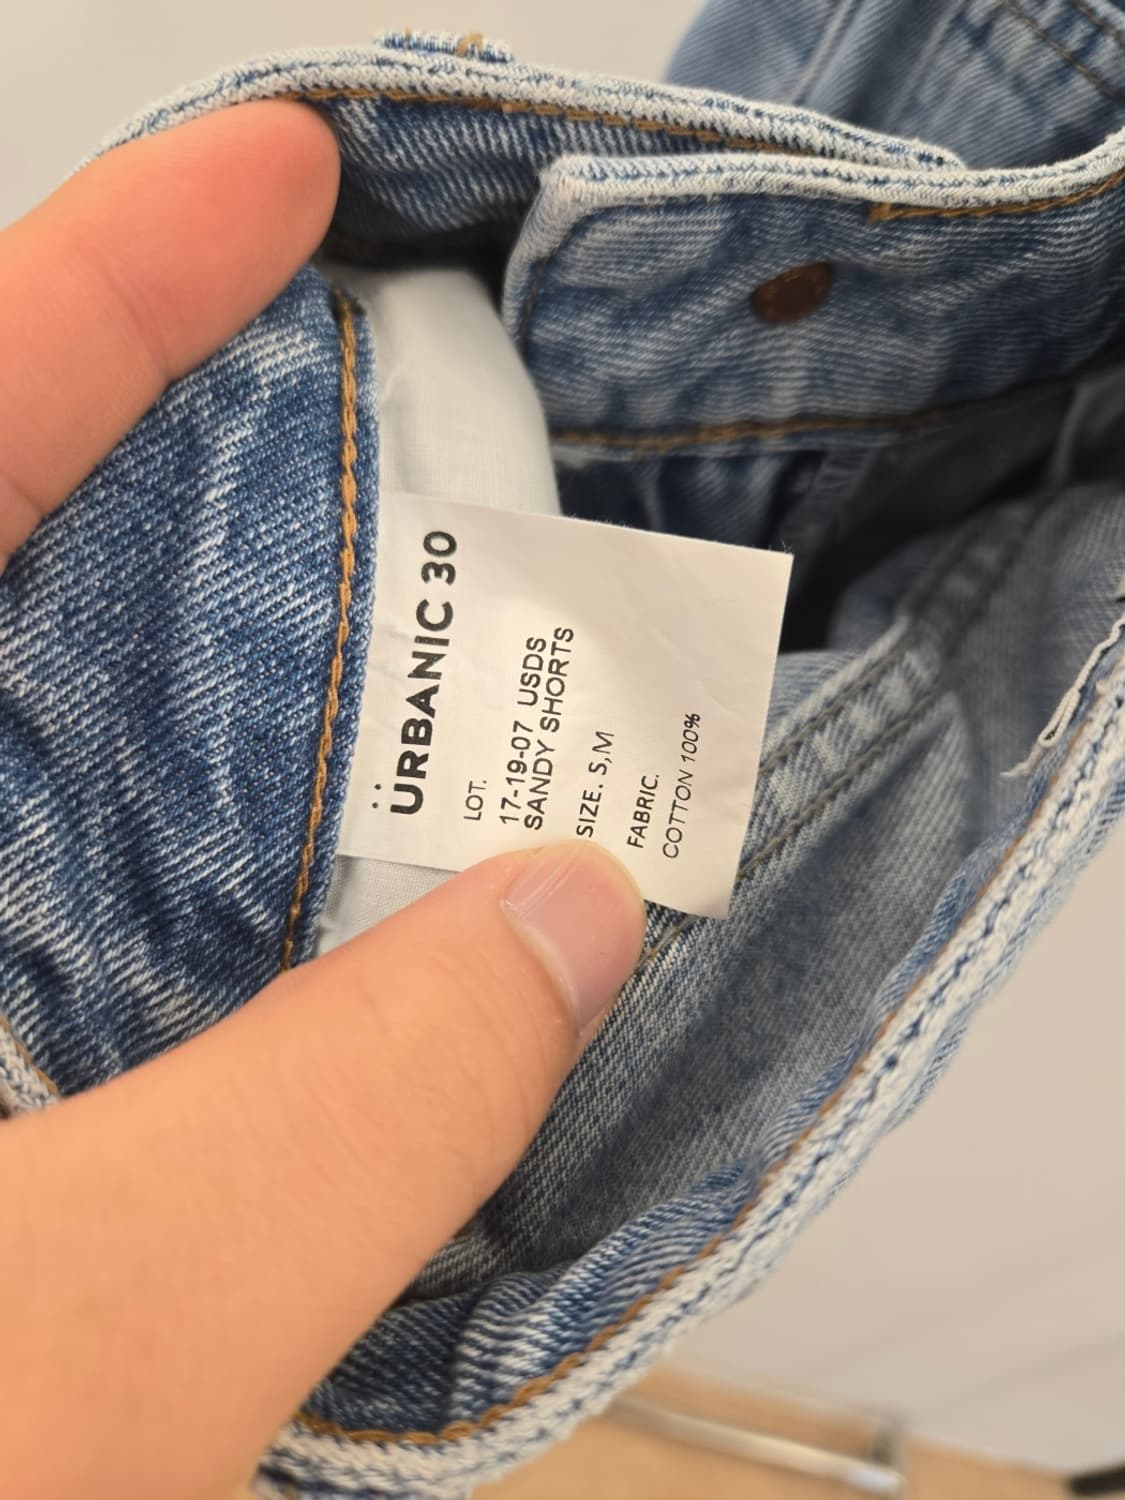 ÜRBANIC 30
LOT.
17-19-07 USDS
SANDY SHORTS
SIZE. S,M
FABRIC.
COTTON 100%